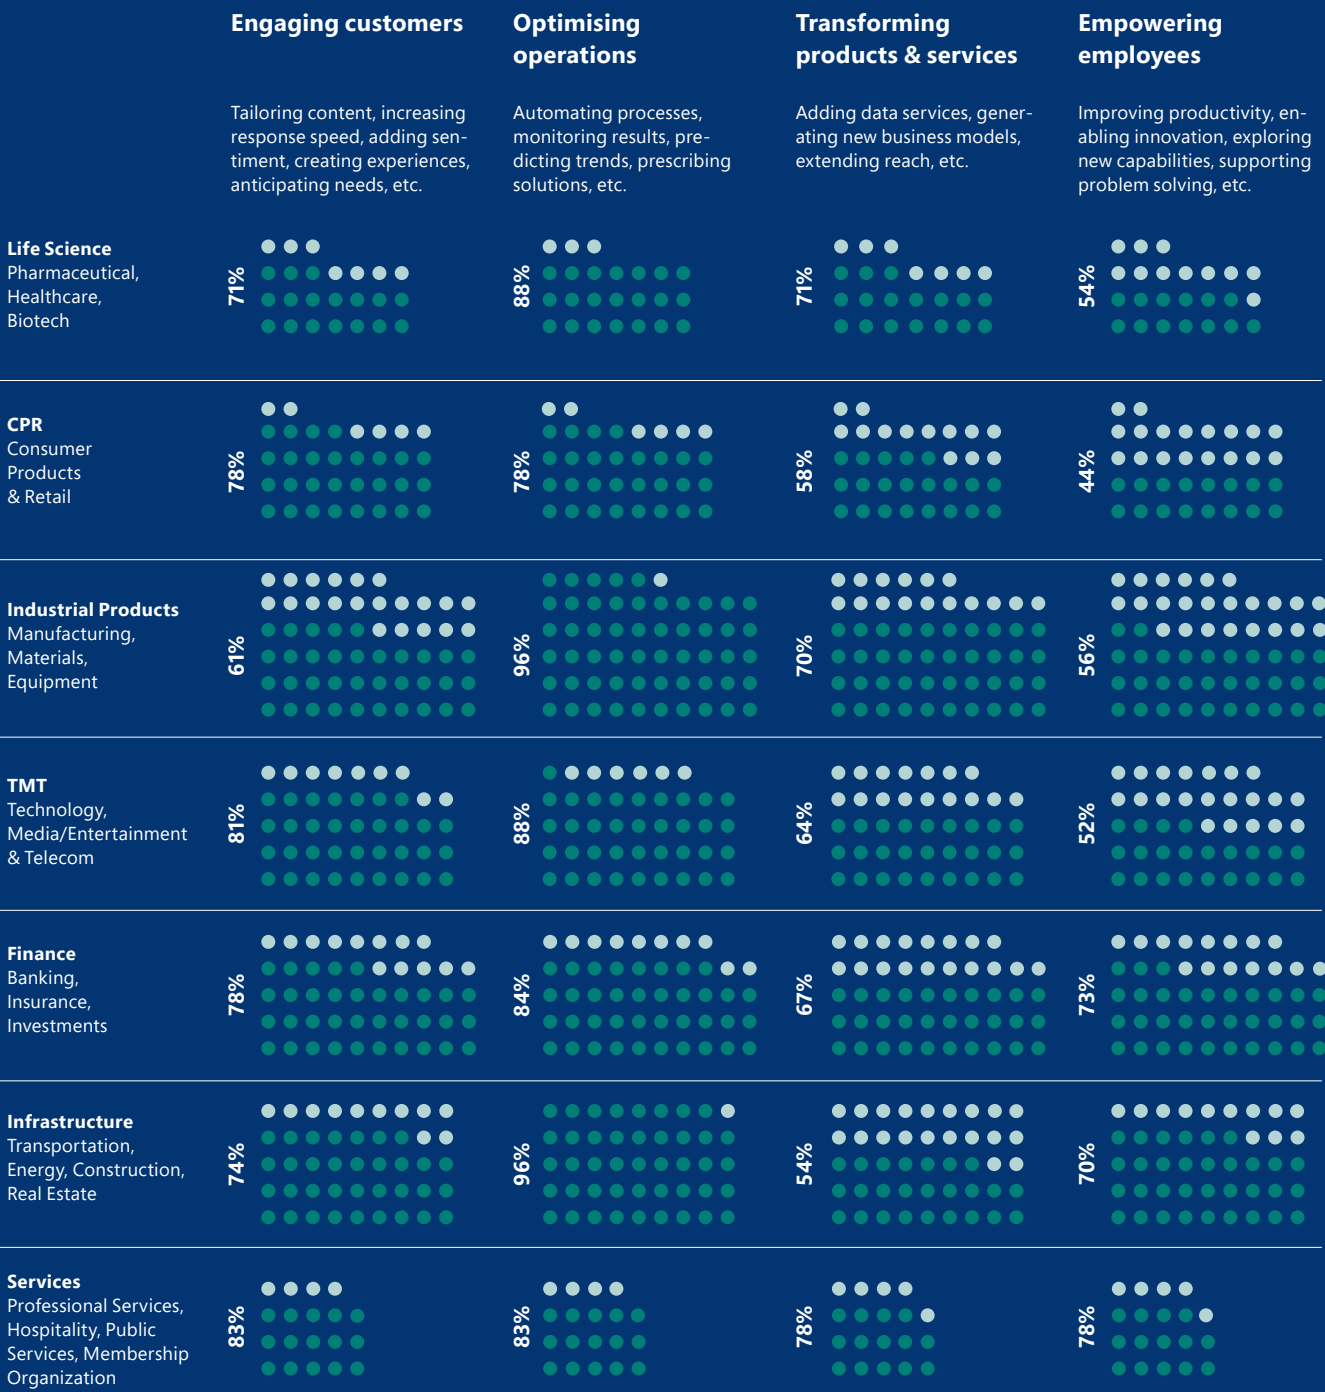 Engaging customers
Optimising
operations
Transforming
products & services
Empowering
employees
Tailoring content, increasing
response speed, adding sen-
timent, creating experiences,
anticipating needs, etc.
Automating processes,
monitoring results, pre-
dicting trends, prescribing
solutions, etc.
Adding data services, gener-
ating new business models,
extending reach, etc.
Improving productivity, en-
abling innovation, exploring
new capabilities, supporting
problem solving, etc.
Life Science
Pharmaceutical,
Healthcare,
Biotech
71%
88%
71%
54%
CPR
Consumer
Products
& Retail
78%
78%
58%
44%
Industrial Products
Manufacturing,
Materials,
Equipment
61%
96%
70%
56%
TMT
Technology,
Media/Entertainment
& Telecom
81%
88%
64%
52%
Finance
Banking,
Insurance,
Investments
78%
84%
67%
73%
Infrastructure
Transportation,
Energy, Construction,
Real Estate
74%
96%
54%
70%
Services
Professional Services,
Hospitality, Public
Services, Membership
Organization
83%
83%
78%
78%